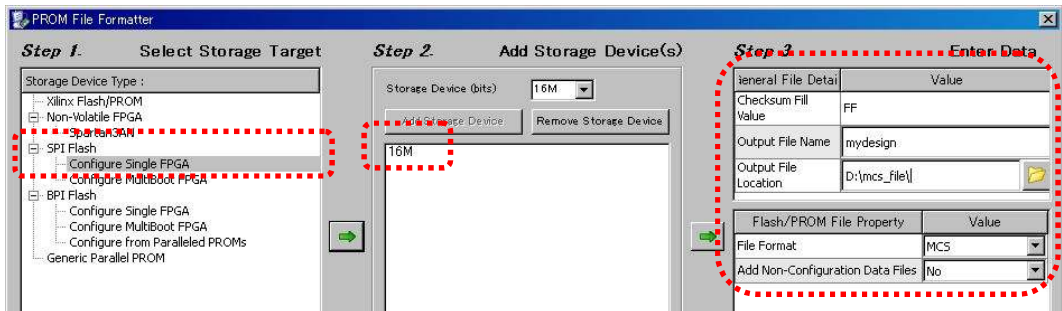 PROM File Formatter
Step 1. Select Storage Target
Storage Device Type :
Xilinx Flash/PROM
Non-Volatile FPGA
Spartan3AN
SPI Flash
Configure Single FPGA
Configure MultiBoot FPGA
BPI Flash
Configure Single FPGA
Configure MultiBoot FPGA
Configure from Paralleled PROMs
Generic Parallel PROM
Step 2. Add Storage Device(s)
Storage Device (bits) 16M
Add Storage Device Remove Storage Device
16M
Step 3. Enter Data
General File Detai Value
Checksum Fill
Value FF
Output File Name mydesign
Output File
Location D:\mcs_file\
Flash/PROM File Property Value
File Format MCS
Add Non-Configuration Data Files No